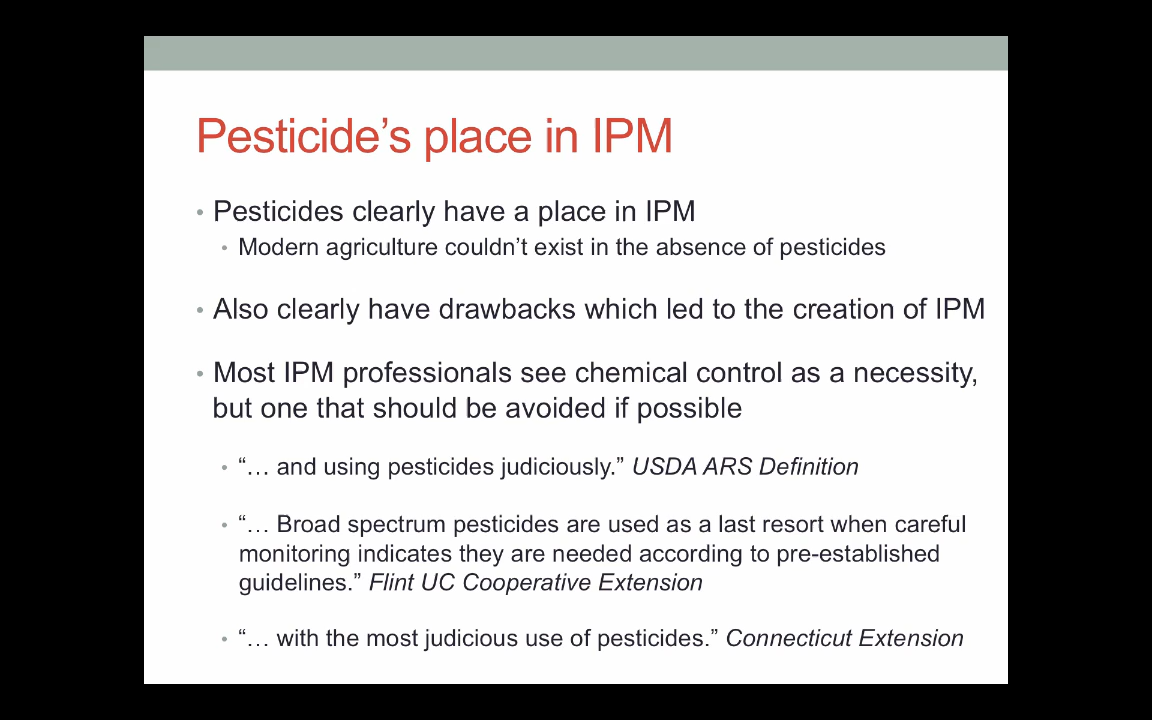 Pesticide’s place in IPM
• Pesticides clearly have a place in IPM
• Modern agriculture couldn’t exist in the absence of pesticides
• Also clearly have drawbacks which led to the creation of IPM
• Most IPM professionals see chemical control as a necessity,
but one that should be avoided if possible
• “… and using pesticides judiciously.” USDA ARS Definition
• “… Broad spectrum pesticides are used as a last resort when careful
monitoring indicates they are needed according to pre-established
guidelines.” Flint UC Cooperative Extension
• “… with the most judicious use of pesticides.” Connecticut Extension